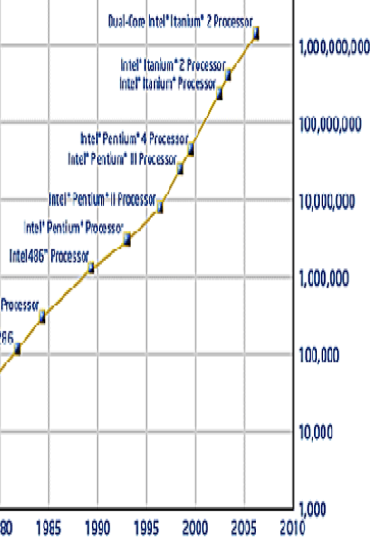 Dual-Core Intel® Itanium® 2 Processor
1,000,000,000
Intel® Itanium® 2 Processor
Intel® Itanium® Processor
100,000,000
Intel® Pentium® 4 Processor
Intel® Pentium® III Processor
Intel® Pentium® II Processor
10,000,000
Intel® Pentium® Processor
Intel486™ Processor
1,000,000
Processor
286
100,000
10,000
1,000
80 1985 1990 1995 2000 2005 2010